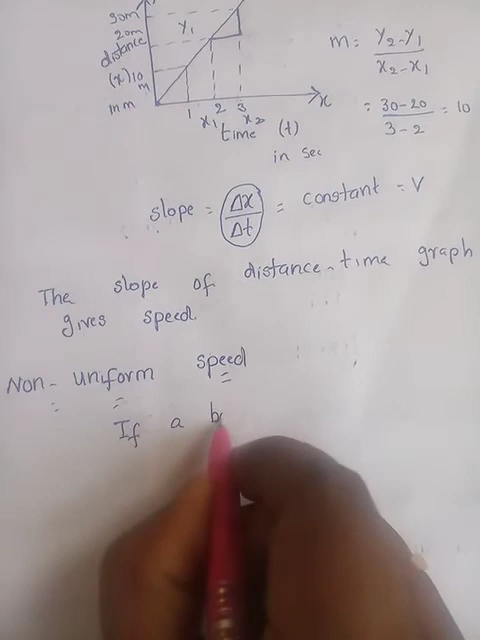 30m
y₁
20m
distance
(x) 10
m
m m
1 2 3 x
x₁ x₂
time (t)
in sec
m = y₂-y₁ / x₂-x₁
= 30-20 / 3-2 = 10
slope = Δx / Δt = constant = V
The slope of distance-time graph
gives speed
Non-uniform speed
If a b